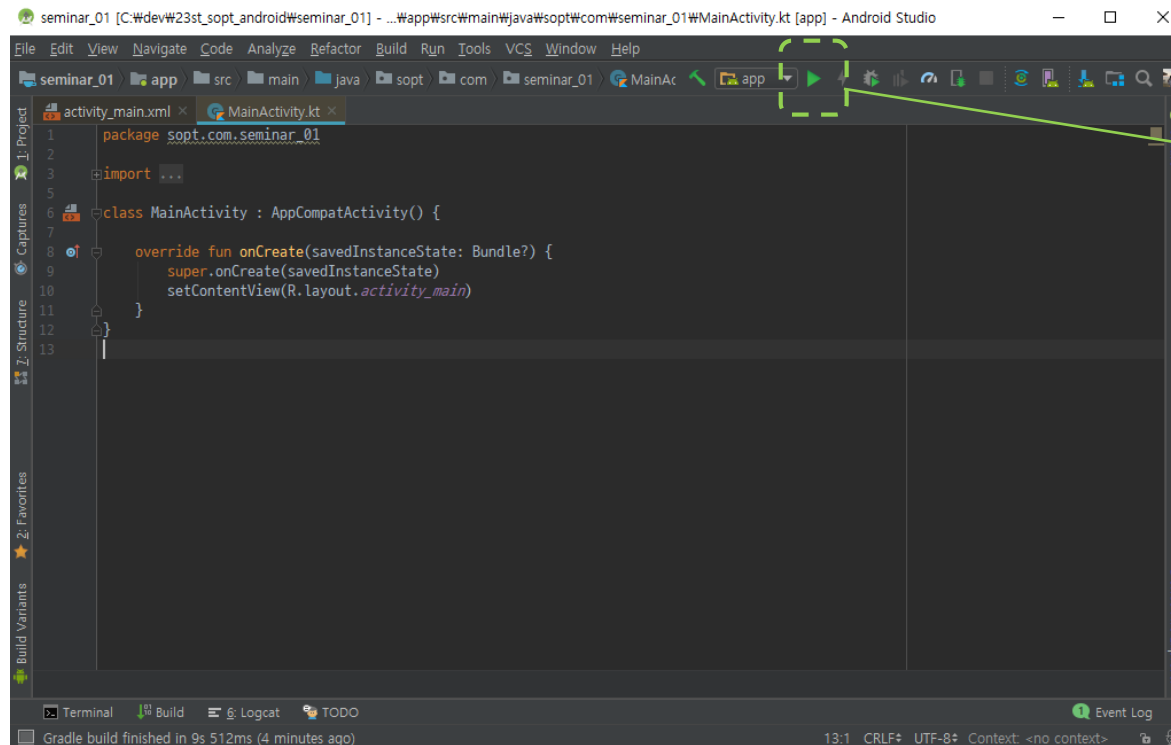 seminar_01 [C:₩dev₩23st_sopt_android₩seminar_01] - ...₩app₩src₩main₩java₩sopt₩com₩seminar_01₩MainActivity.kt [app] - Android Studio
File Edit View Navigate Code Analyze Refactor Build Run Tools VCS Window Help
seminar_01 app src main java sopt com seminar_01 MainAc app
activity_main.xml × MainActivity.kt ×
1: Project
Captures
7: Structure
2: Favorites
Build Variants
1 package sopt.com.seminar_01
2
3 import ...
5
6 class MainActivity : AppCompatActivity() {
7
8 override fun onCreate(savedInstanceState: Bundle?) {
9 super.onCreate(savedInstanceState)
10 setContentView(R.layout.activity_main)
11 }
12 }
13
Terminal Build 6: Logcat TODO 1 Event Log
Gradle build finished in 9s 512ms (4 minutes ago) 13:1 CRLF÷ UTF-8÷ Context: <no context>